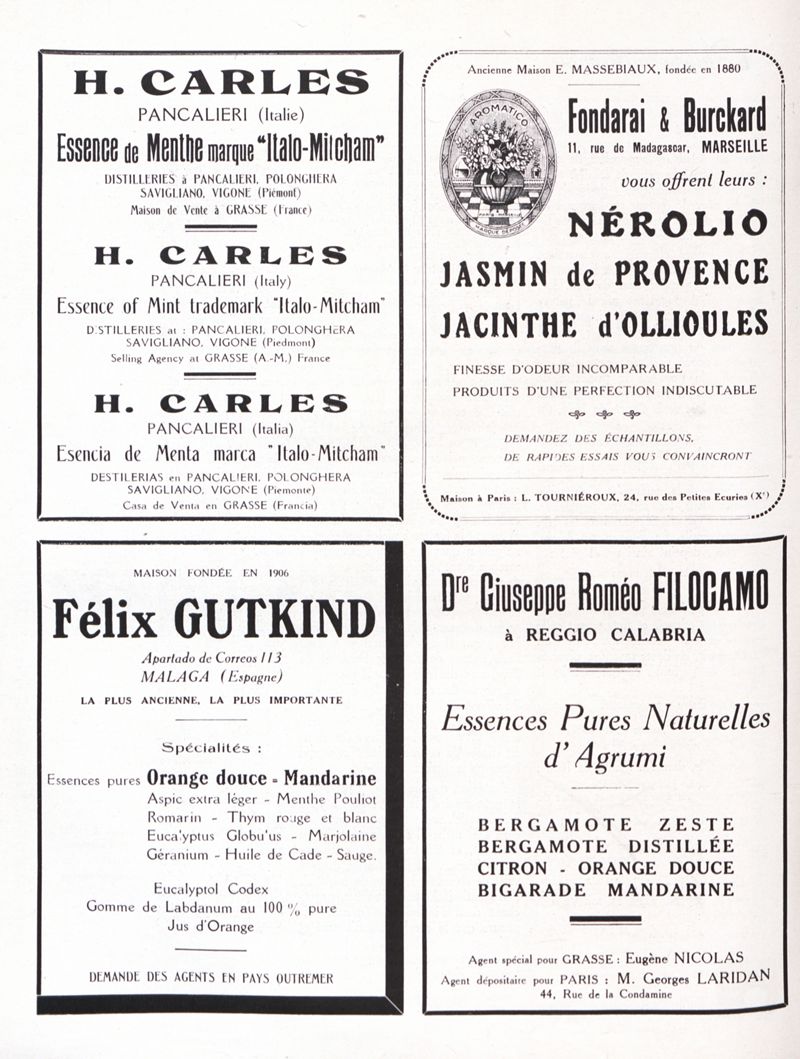 H. CARLES
PANCALIERI (Italie)
Essence de Menthe marque "Italo-Mitcham"
DISTILLERIES à PANCALIERI, POLONGHERA
SAVIGLIANO, VIGONE (Piémont)
Maison de Vente à GRASSE (France)
H. CARLES
PANCALIERI (Italy)
Essence of Mint trademark "Italo-Mitcham"
DISTILLERIES at : PANCALIERI, POLONGHERA
SAVIGLIANO, VIGONE (Piedmont)
Selling Agency at GRASSE (A.-M.) France
H. CARLES
PANCALIERI (Italia)
Esencia de Menta marca "Italo-Mitcham"
DESTILERIAS en PANCALIERI, POLONGHERA
SAVIGLIANO, VIGONE (Piemonte)
Casa de Venta en GRASSE (Francia)
Ancienne Maison E. MASSEBIAUX, fondée en 1880
AROMATICO
PARIS MARSEILLE
MARQUE DÉPOSÉE
Fondarai & Burckard
11, rue de Madagascar, MARSEILLE
vous offrent leurs :
NÉROLIO
JASMIN de PROVENCE
JACINTHE d'OLLIOULES
FINESSE D'ODEUR INCOMPARABLE
PRODUITS D'UNE PERFECTION INDISCUTABLE
DEMANDEZ DES ÉCHANTILLONS,
DE RAPIDES ESSAIS VOUS CONVAINCRONT
Maison à Paris : L. TOURNIÉROUX, 24, rue des Petites Ecuries (Xe)
MAISON FONDÉE EN 1906
Félix GUTKIND
Apartado de Correos 113
MALAGA (Espagne)
LA PLUS ANCIENNE, LA PLUS IMPORTANTE
Spécialités :
Essences pures Orange douce - Mandarine
Aspic extra léger - Menthe Pouliot
Romarin - Thym rouge et blanc
Eucalyptus Globulus - Marjolaine
Géranium - Huile de Cade - Sauge.
Eucalyptol Codex
Gomme de Labdanum au 100 % pure
Jus d'Orange
DEMANDE DES AGENTS EN PAYS OUTREMER
Dre Giuseppe Roméo FILOCAMO
à REGGIO CALABRIA
Essences Pures Naturelles
d'Agrumi
BERGAMOTE ZESTE
BERGAMOTE DISTILLÉE
CITRON - ORANGE DOUCE
BIGARADE MANDARINE
Agent spécial pour GRASSE : Eugène NICOLAS
Agent dépositaire pour PARIS : M. Georges LARIDAN
44, Rue de la Condamine